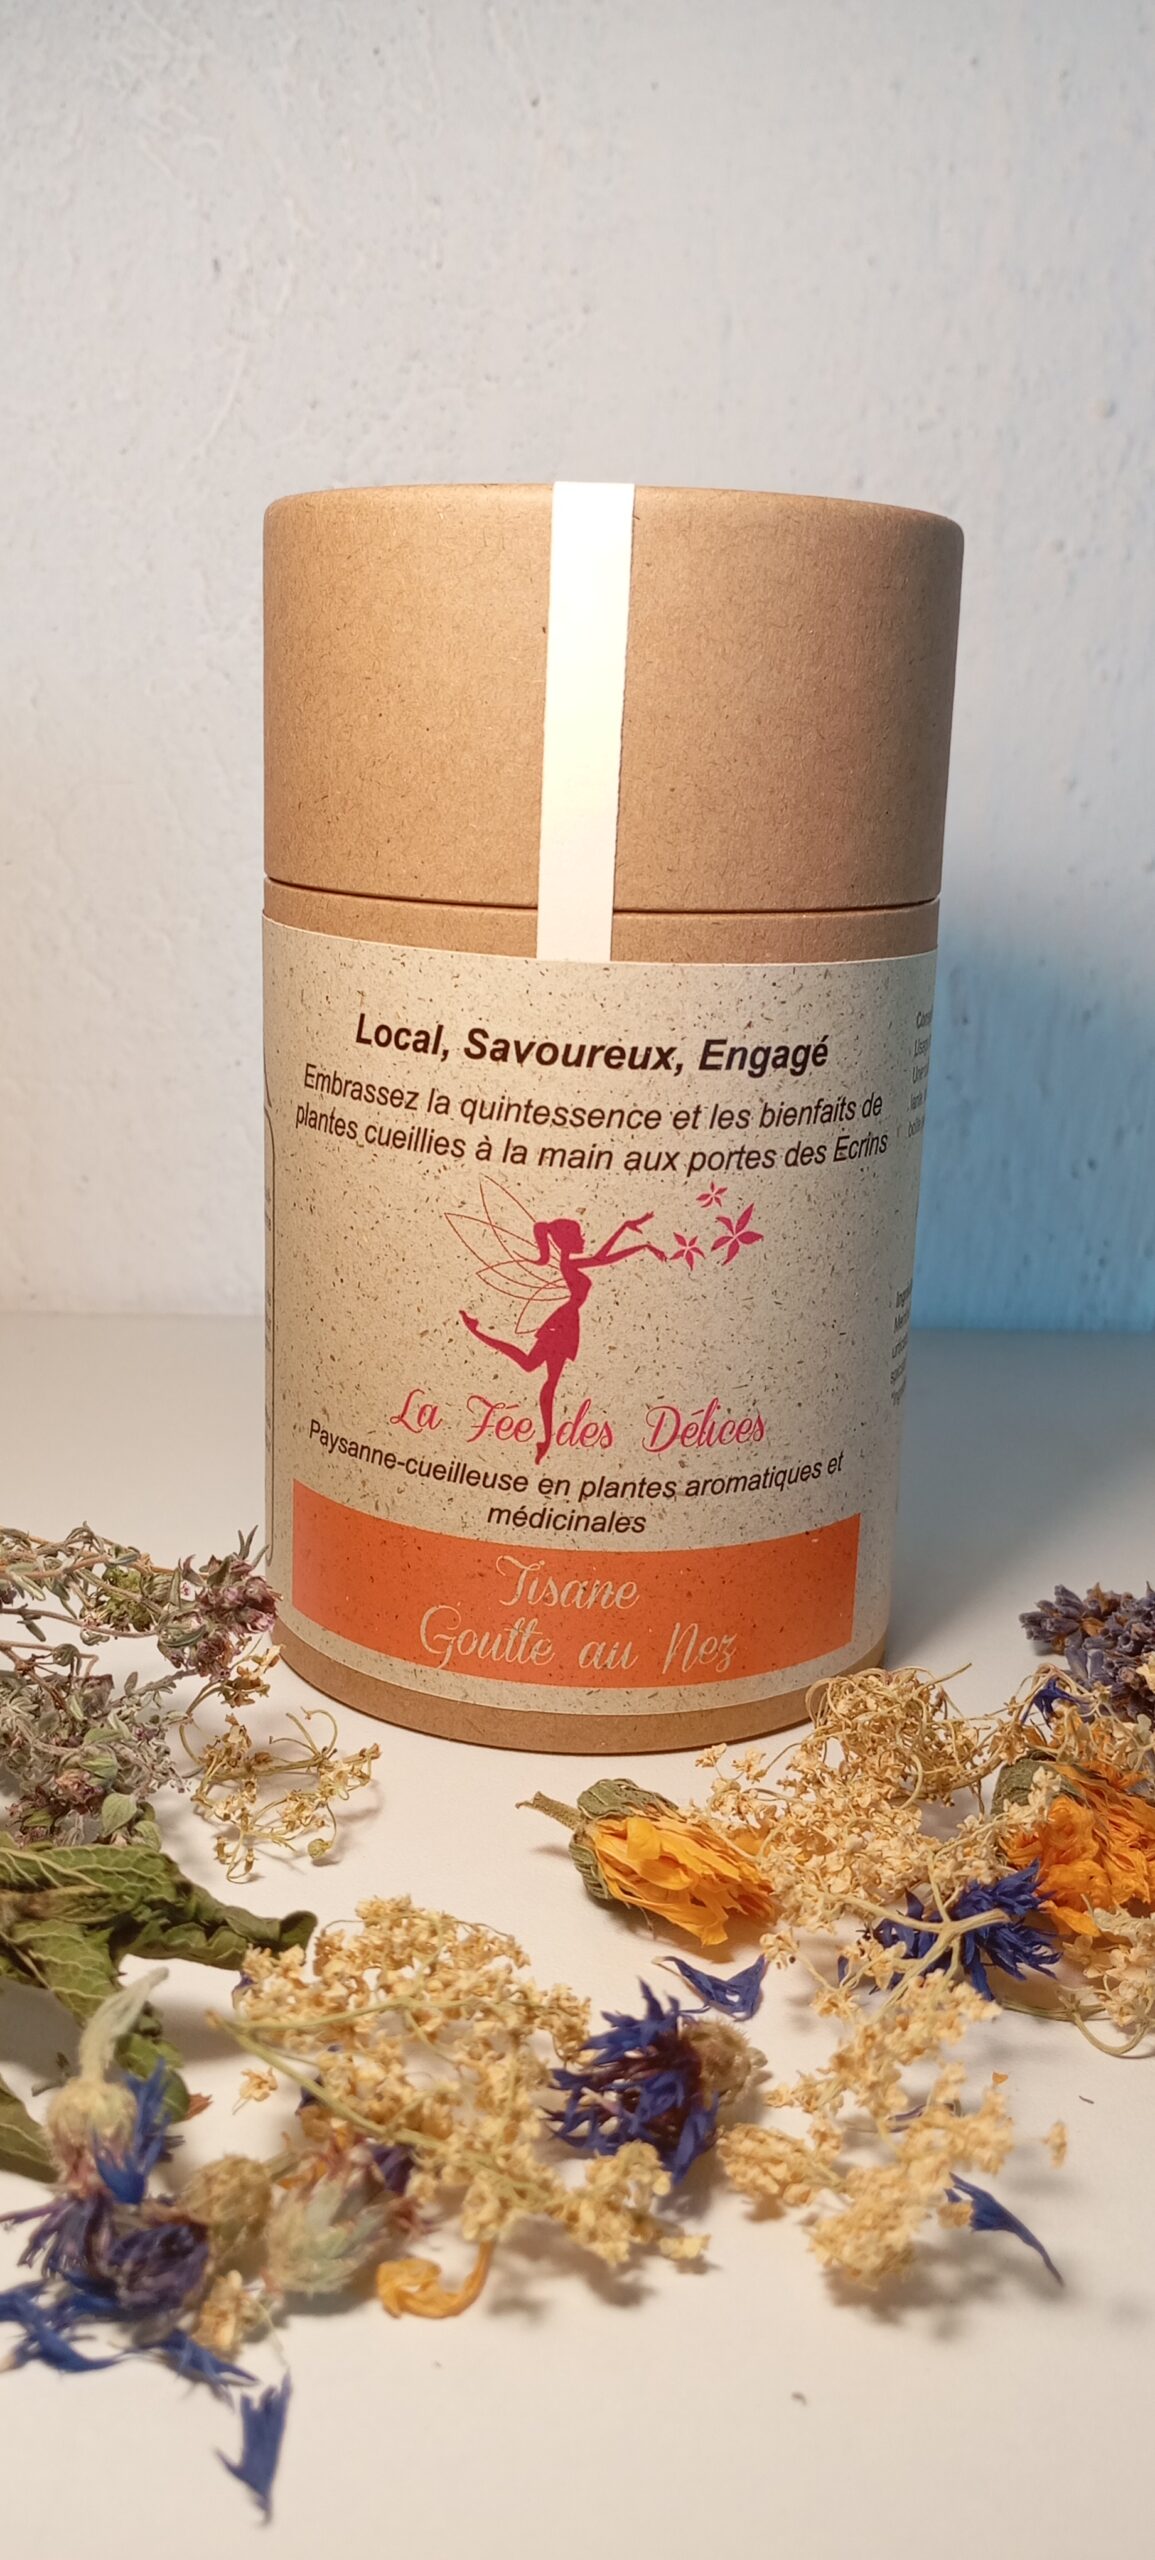 Local, Savoureux, Engagé
Embrassez la quintessence et les bienfaits de
plantes cueillies à la main aux portes des Ecrins
La Fée des Délices
Paysanne-cueilleuse en plantes aromatiques et
médicinales
Tisane
Goutte au Nez